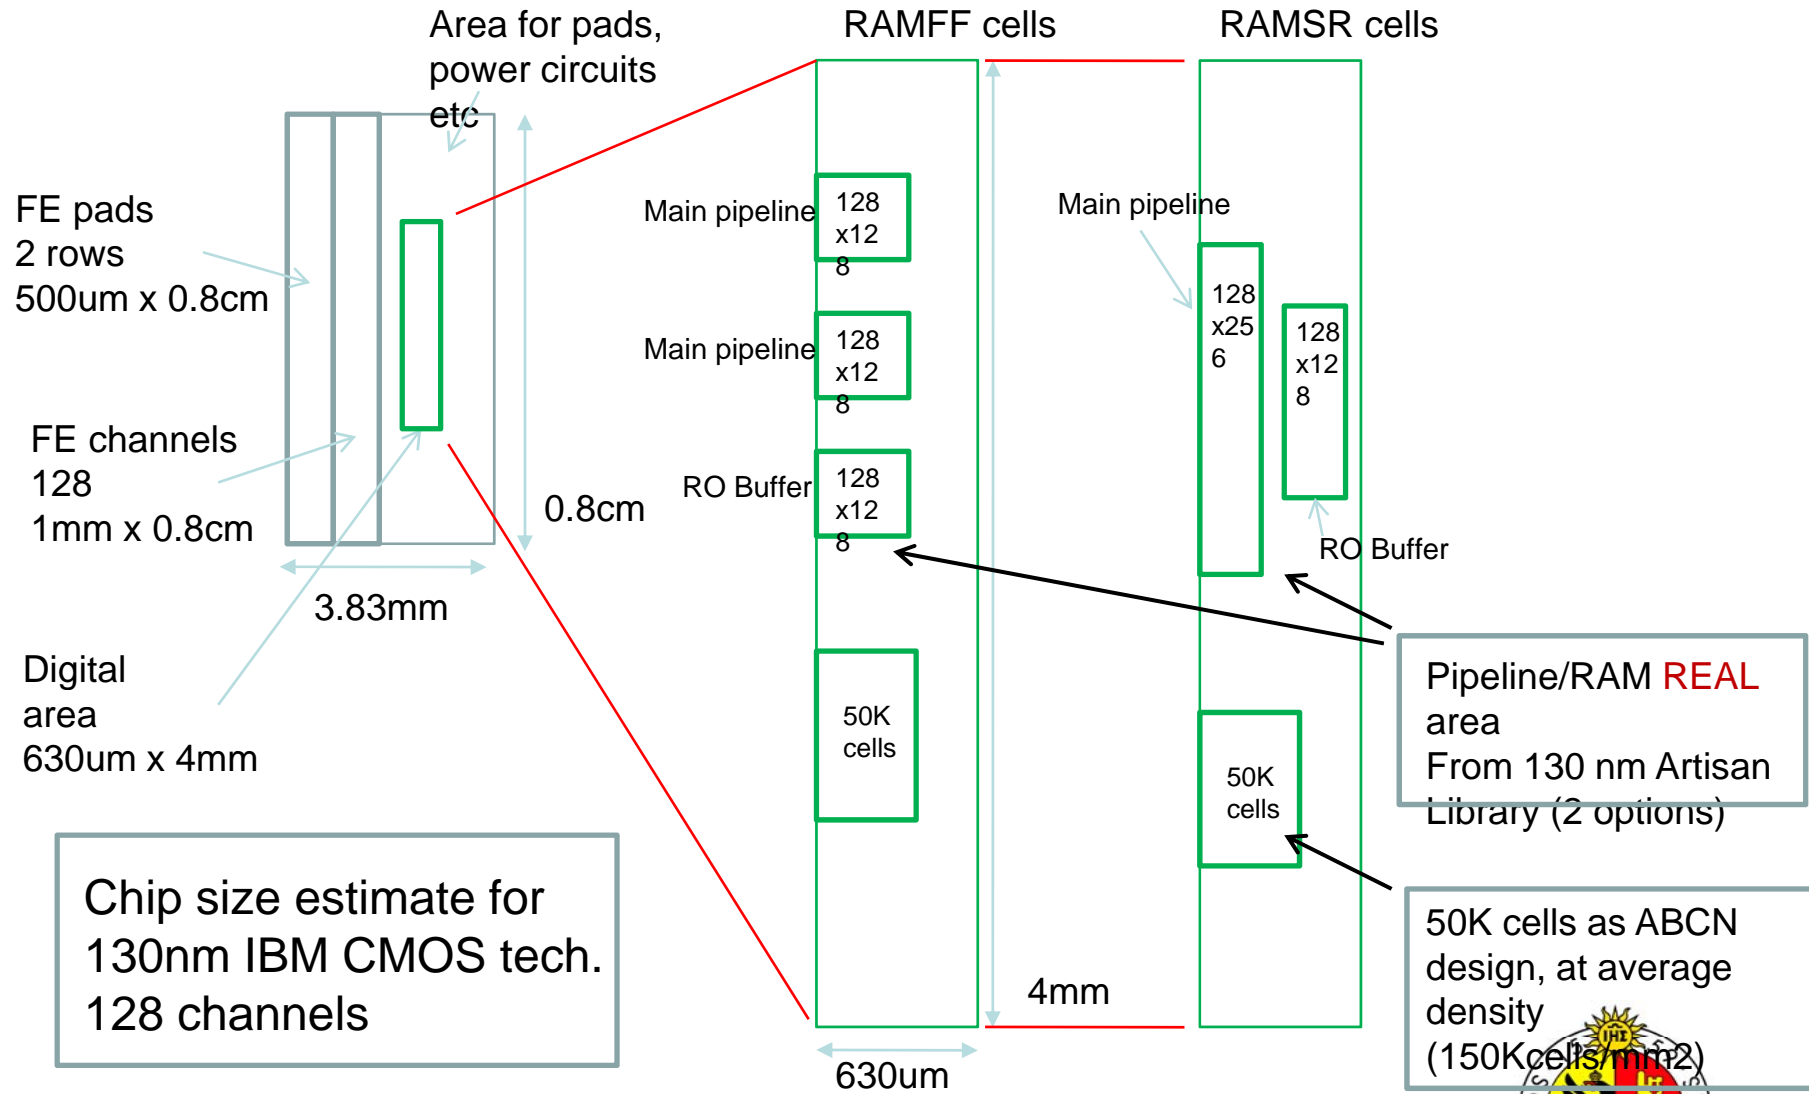 Area for pads,
power circuits
etc
RAMFF cells
RAMSR cells
FE pads
2 rows
500um x 0.8cm
FE channels
128
1mm x 0.8cm
0.8cm
3.83mm
Digital
area
630um x 4mm
Main pipeline
128
x12
8
Main pipeline
128
x12
8
RO Buffer
128
x12
8
50K
cells
4mm
630um
Main pipeline
128
x25
6
128
x12
8
RO Buffer
50K
cells
Pipeline/RAM REAL
area
From 130 nm Artisan
Library (2 options)
50K cells as ABCN
design, at average
density
(150Kcells/mm2)
Chip size estimate for
130nm IBM CMOS tech.
128 channels